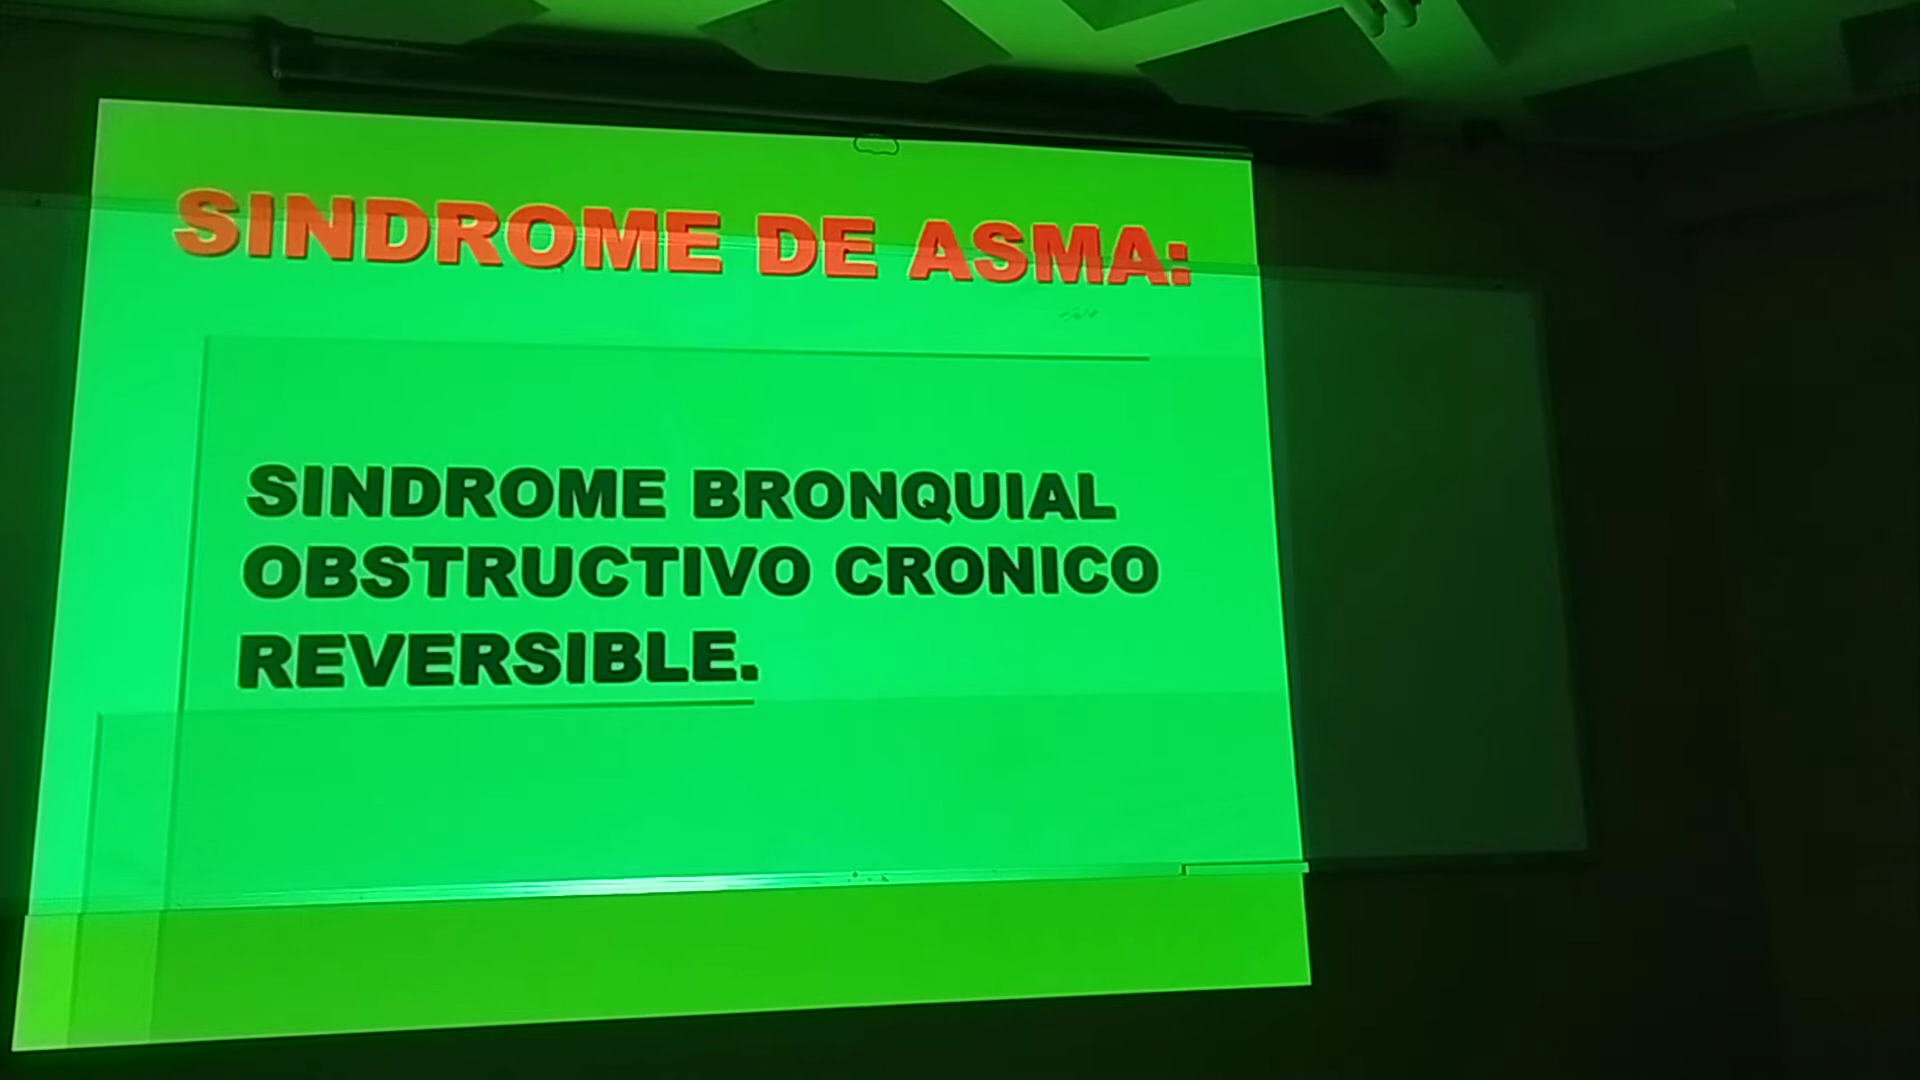 SINDROME DE ASMA:
SINDROME BRONQUIAL
OBSTRUCTIVO CRONICO
REVERSIBLE.